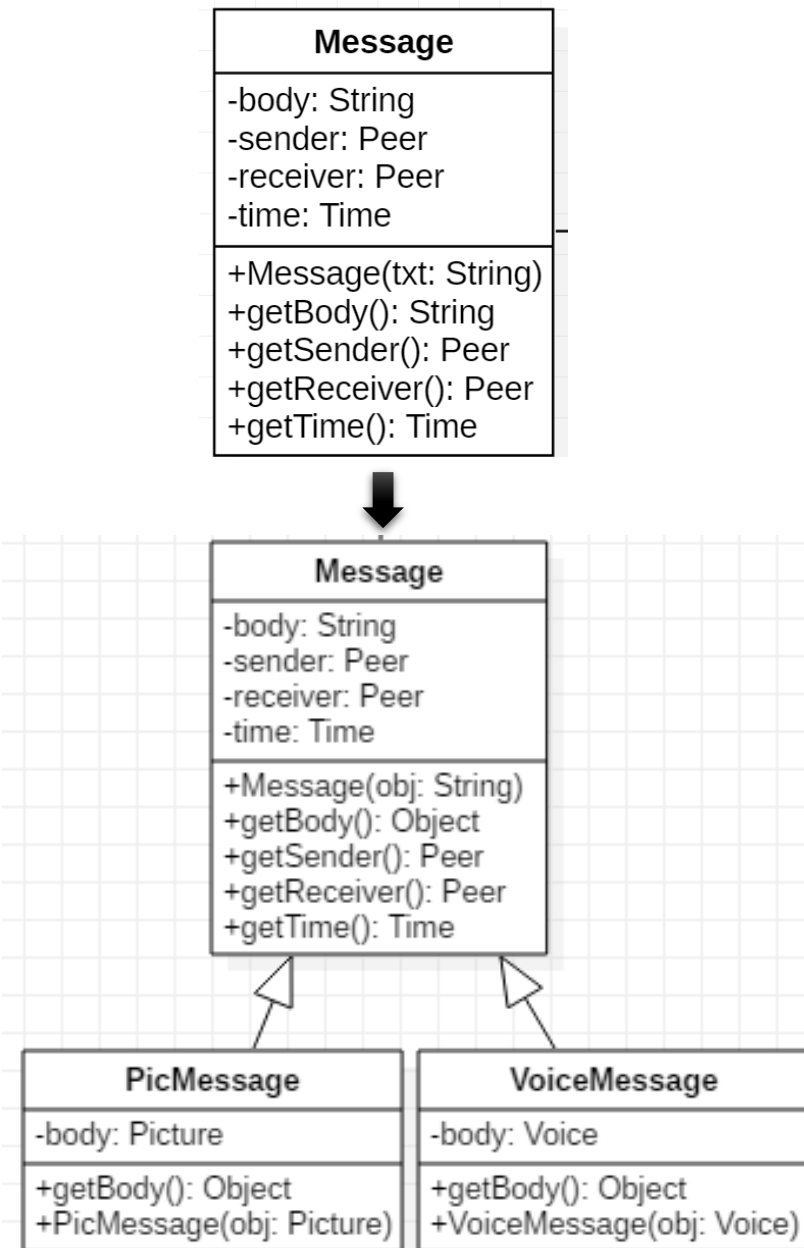 Message
-body: String
-sender: Peer
-receiver: Peer
-time: Time
+Message(txt: String)
+getBody(): String
+getSender(): Peer
+getReceiver(): Peer
+getTime(): Time
Message
-body: String
-sender: Peer
-receiver: Peer
-time: Time
+Message(obj: String)
+getBody(): Object
+getSender(): Peer
+getReceiver(): Peer
+getTime(): Time
PicMessage
-body: Picture
+getBody(): Object
+PicMessage(obj: Picture)
VoiceMessage
-body: Voice
+getBody(): Object
+VoiceMessage(obj: Voice)